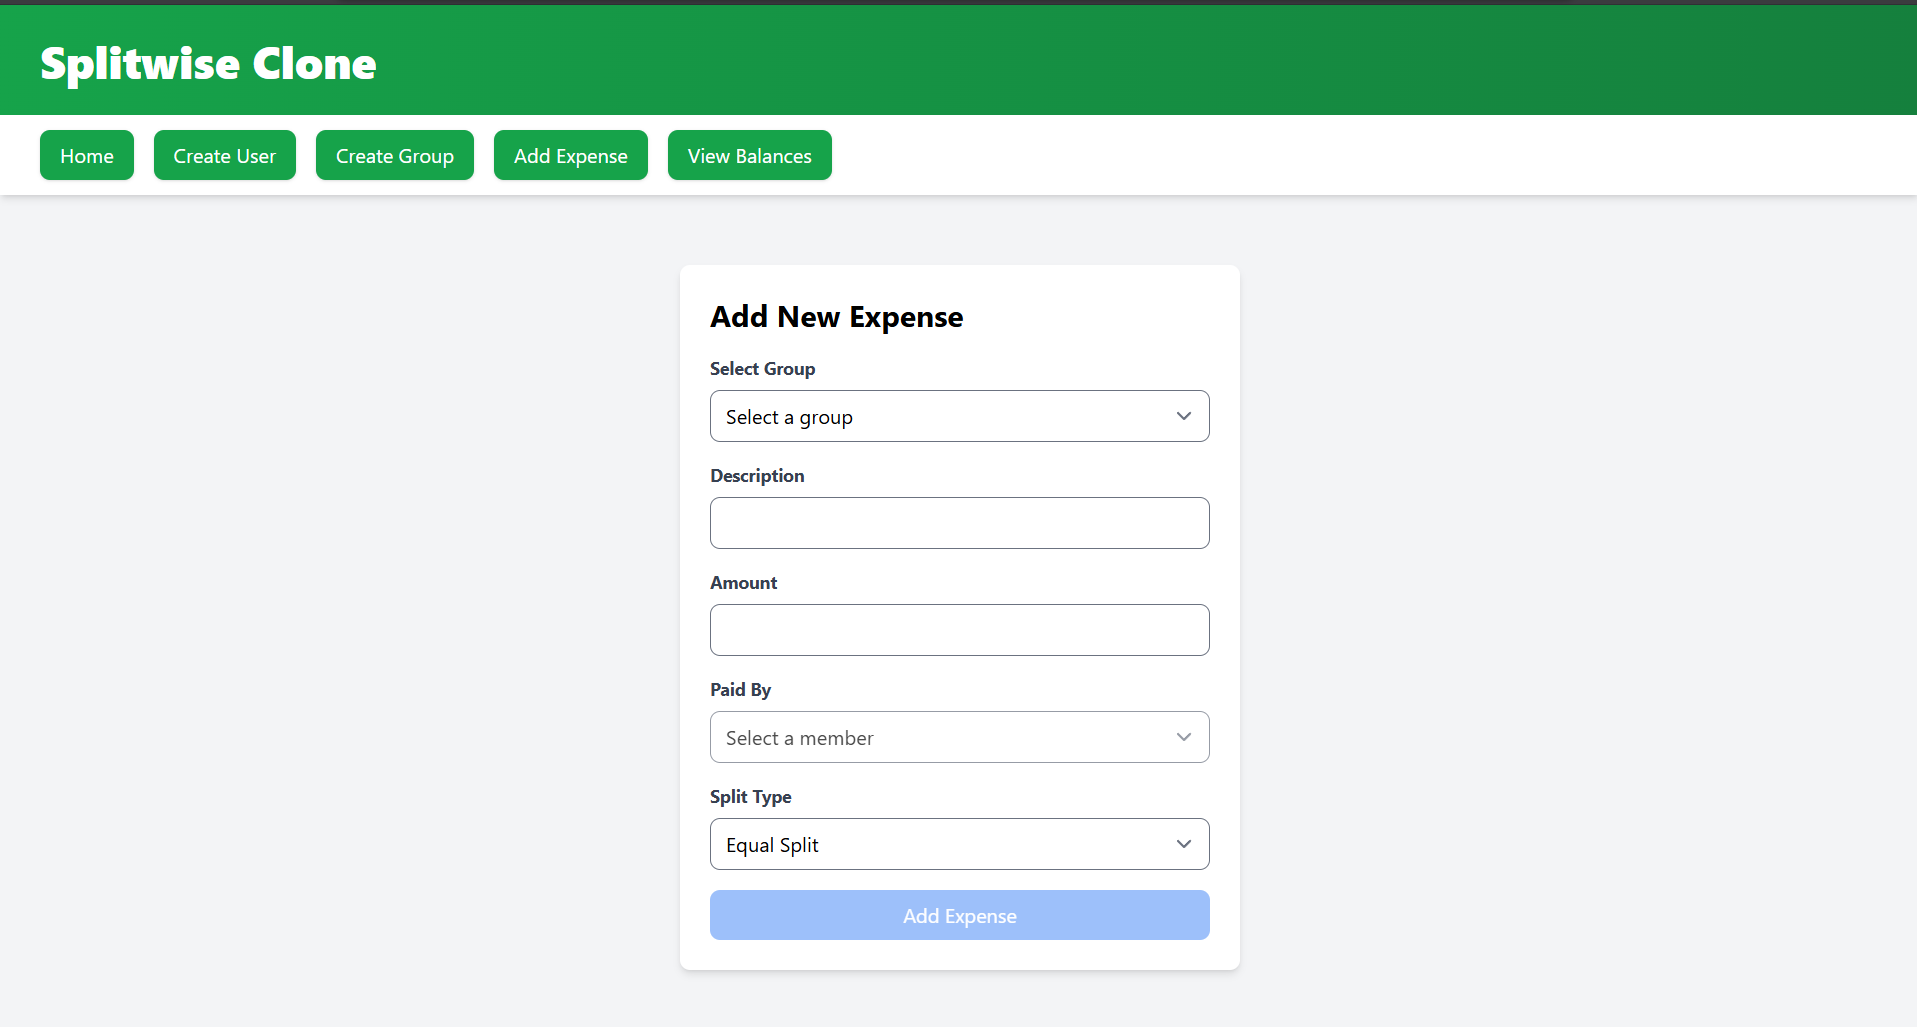 Splitwise Clone
Home Create User Create Group Add Expense View Balances
Add New Expense
Select Group
Select a group
Description
Amount
Paid By
Select a member
Split Type
Equal Split
Add Expense